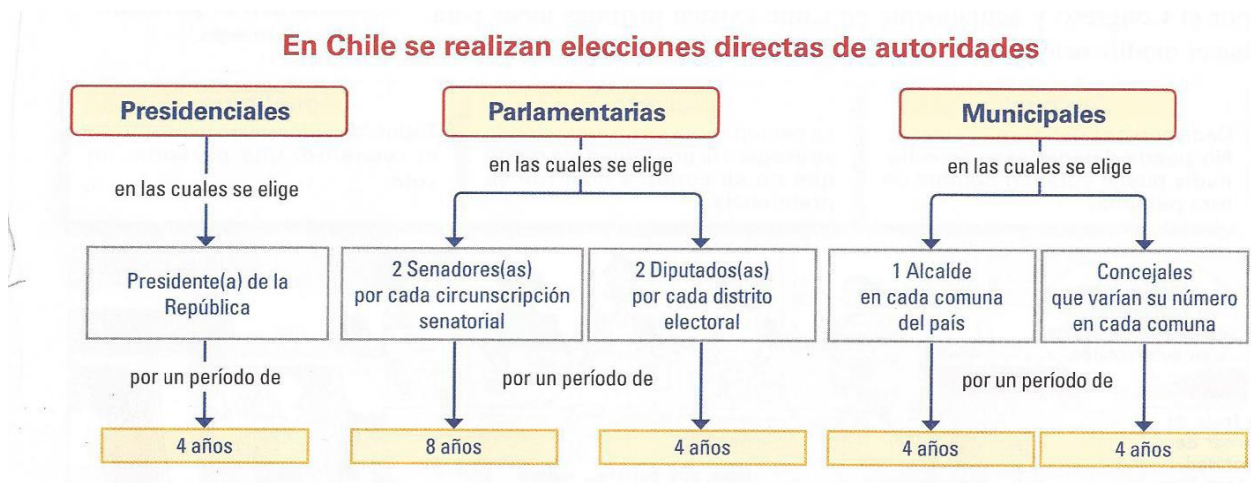 En Chile se realizan elecciones directas de autoridades
Presidenciales
en las cuales se elige
Presidente(a) de la
República
por un período de
4 años
Parlamentarias
en las cuales se elige
2 Senadores(as)
por cada circunscripción
senatorial
2 Diputados(as)
por cada distrito
electoral
por un período de
8 años
4 años
Municipales
en las cuales se elige
1 Alcalde
en cada comuna
del país
Concejales
que varían su número
en cada comuna
por un período de
4 años
4 años